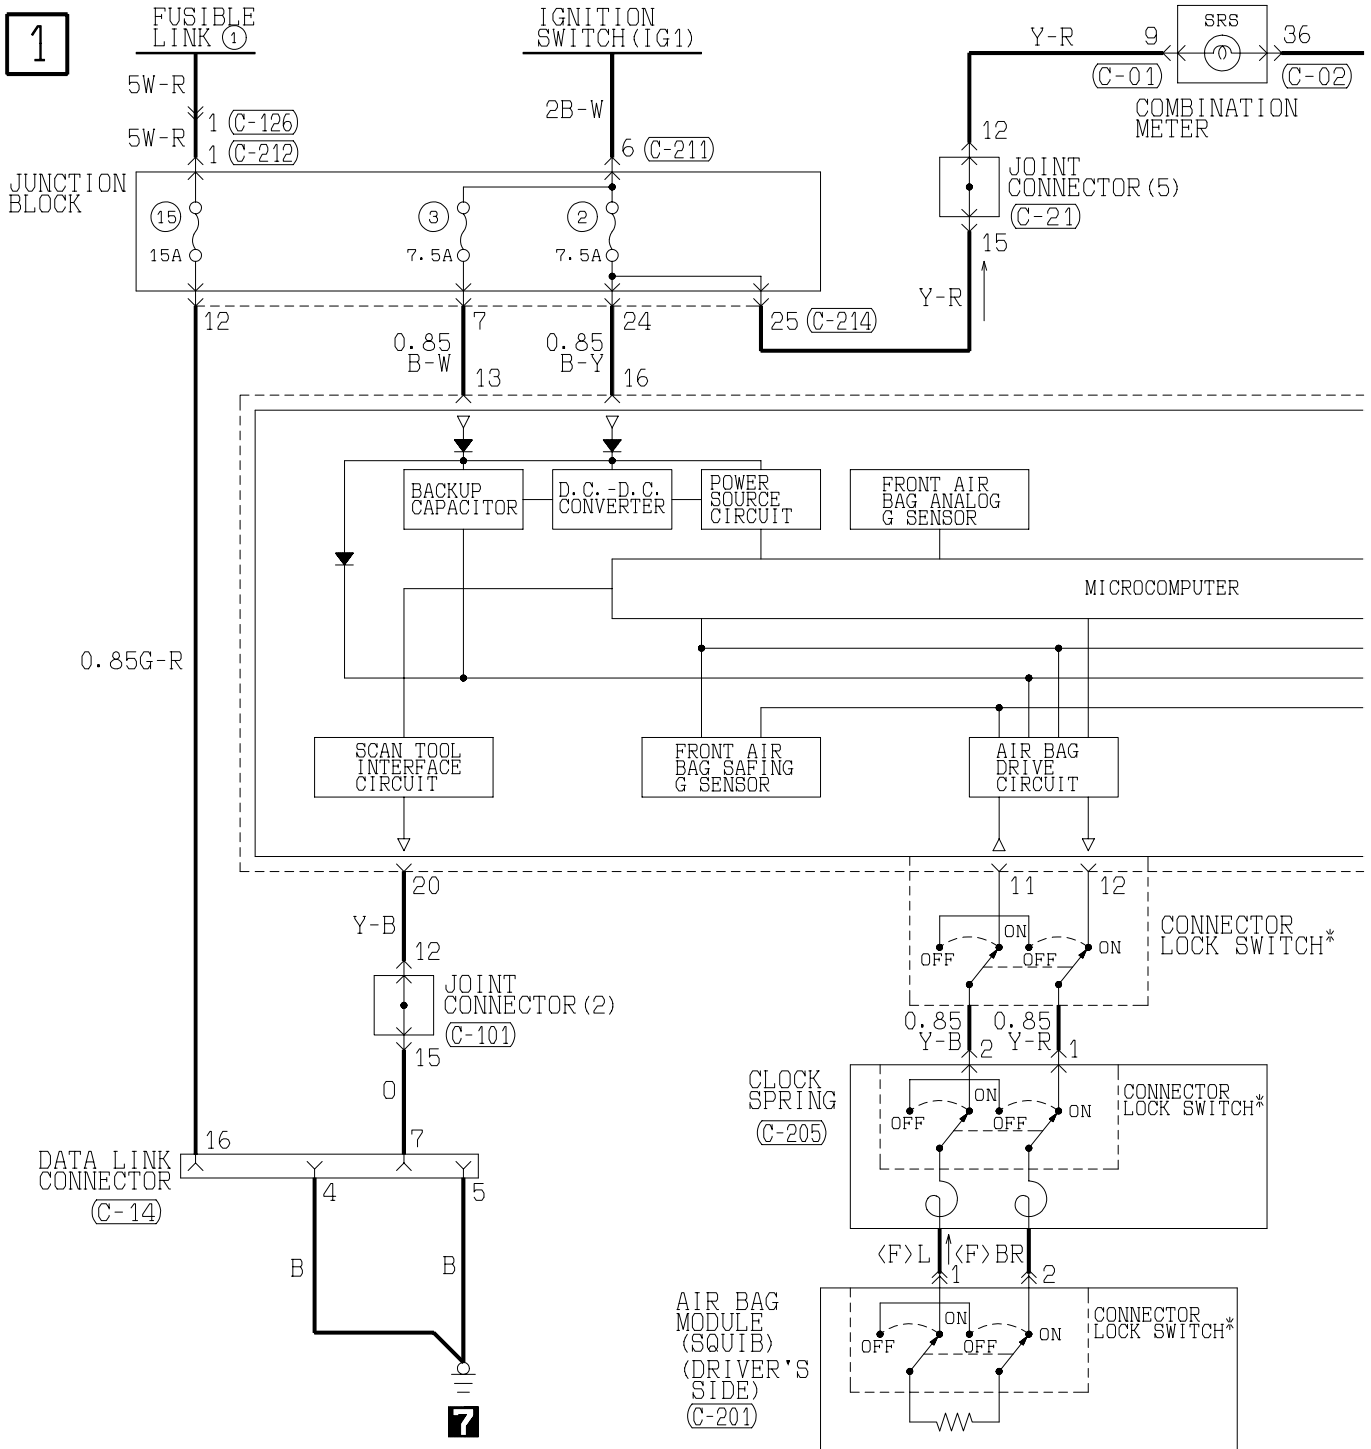 1
FUSIBLE
LINK ①
IGNITION
SWITCH(IG1)
5W-R
1 (C-126)
5W-R
1 (C-212)
2B-W
6 (C-211)
Y-R
9
(C-01)
SRS
36
(C-02)
COMBINATION
METER
12
JOINT
CONNECTOR(5)
(C-21)
15
Y-R
JUNCTION
BLOCK
15
15A
3
7.5A
2
7.5A
12
7
24
25 (C-214)
0.85
B-W
0.85
B-Y
13
16
BACKUP
CAPACITOR
D.C.-D.C.
CONVERTER
POWER
SOURCE
CIRCUIT
FRONT AIR
BAG ANALOG
G SENSOR
MICROCOMPUTER
0.85G-R
SCAN TOOL
INTERFACE
CIRCUIT
FRONT AIR
BAG SAFING
G SENSOR
AIR BAG
DRIVE
CIRCUIT
20
Y-B
12
JOINT
CONNECTOR(2)
(C-101)
15
O
11
12
ON
ON
OFF
OFF
CONNECTOR
LOCK SWITCH*
0.85
Y-B
0.85
Y-R
2
1
CLOCK
SPRING
(C-205)
ON
ON
OFF
OFF
CONNECTOR
LOCK SWITCH*
16
7
DATA LINK
CONNECTOR
(C-14)
4
5
B
B
7
<F>L
<F>BR
1
2
AIR BAG
MODULE
(SQUIB)
(DRIVER'S
SIDE)
(C-201)
ON
ON
OFF
OFF
CONNECTOR
LOCK SWITCH*